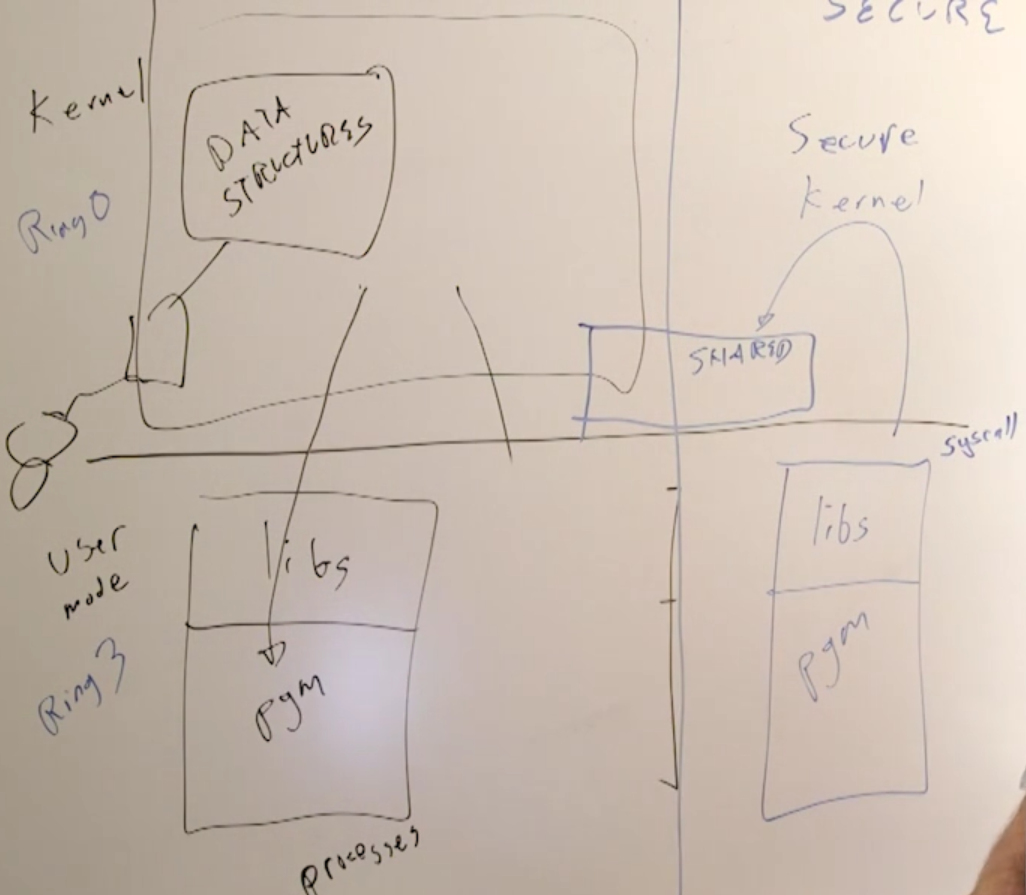 SECURE
Kernel
DATA
STRUCTURES
Secure
Kernel
Ring 0
SHARED
syscall
User
mode
libs
libs
Ring 3
pgm
pgm
processes